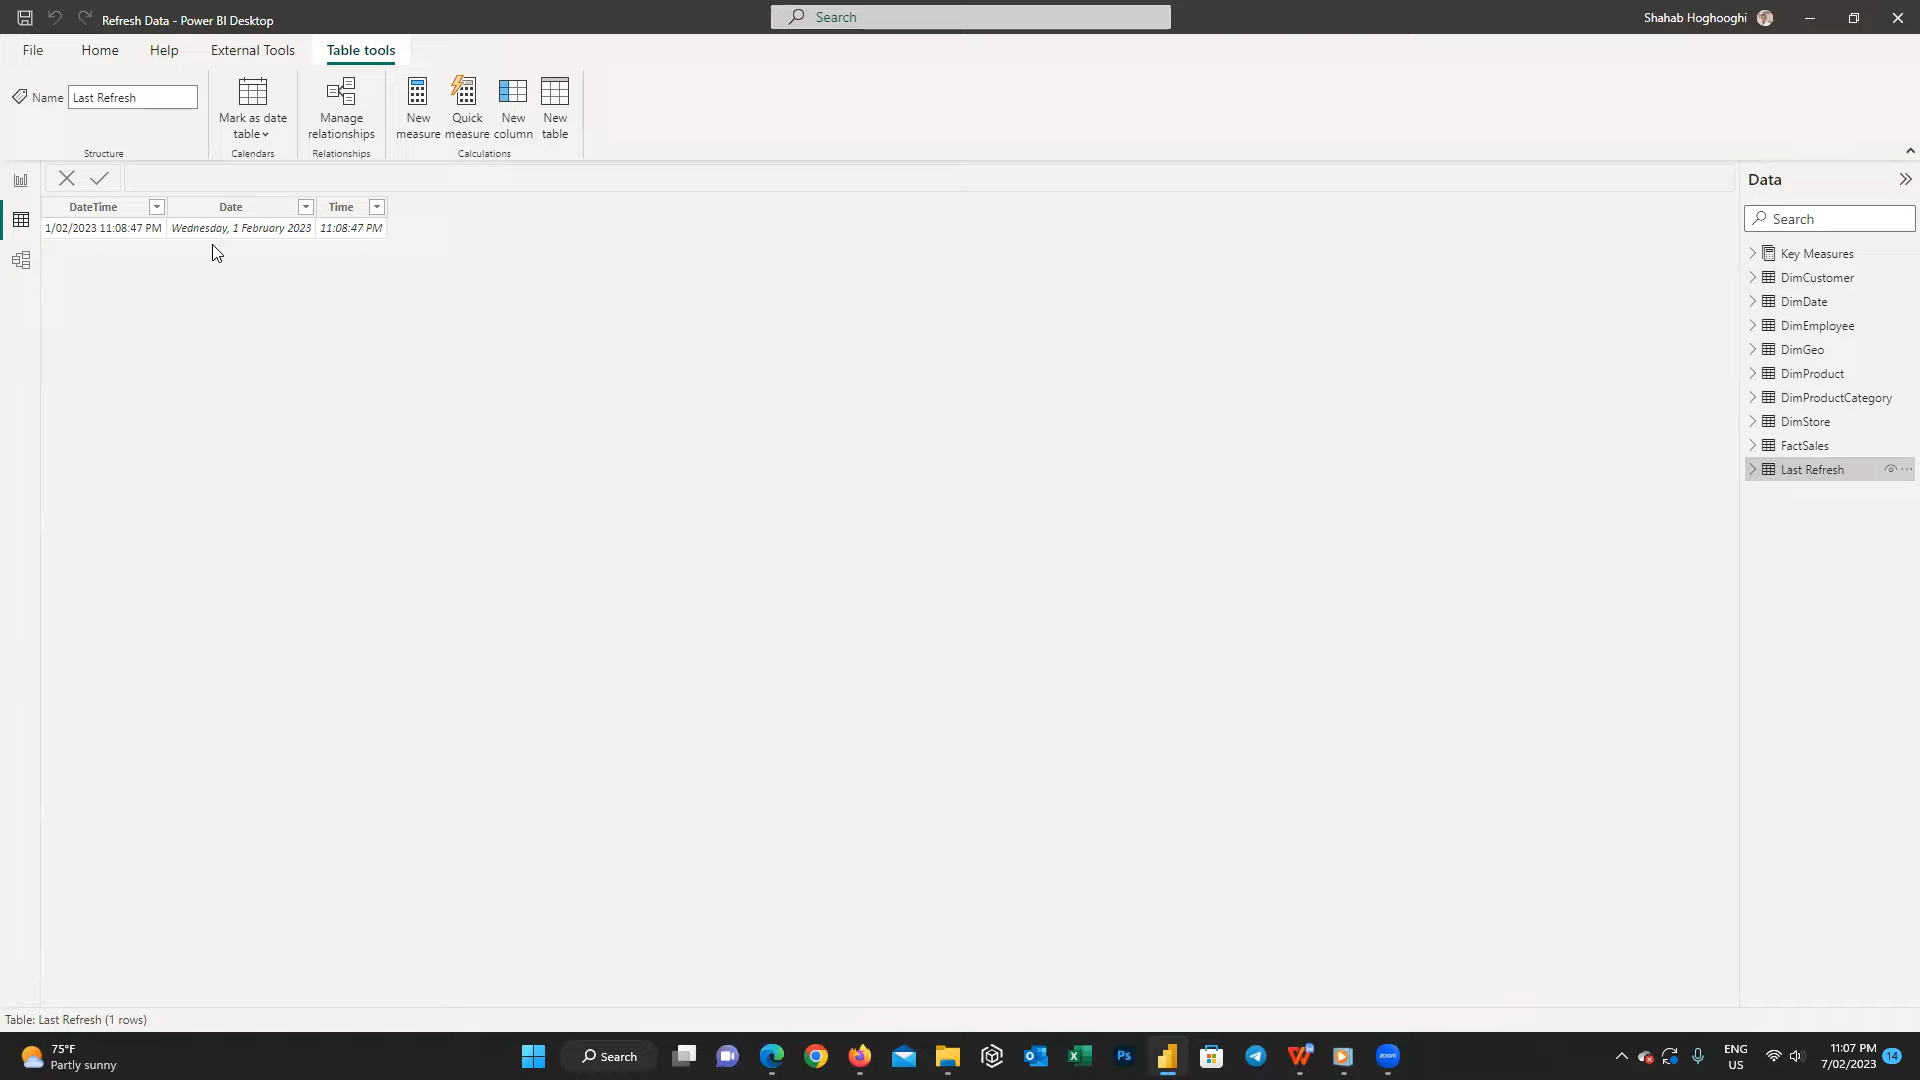 Refresh Data - Power BI Desktop
Search
Shahab Hoghooghi
File Home Help External Tools Table tools
Name Last Refresh
Mark as date table
Manage relationships
New measure
Quick measure
New column
New table
Structure Calendars Relationships Calculations
DateTime Date Time
1/02/2023 11:08:47 PM Wednesday, 1 February 2023 11:08:47 PM
Data
Search
Key Measures
DimCustomer
DimDate
DimEmployee
DimGeo
DimProduct
DimProductCategory
DimStore
FactSales
Last Refresh
Table: Last Refresh (1 rows)
75°F
Partly sunny
Search
Ps
zoom
ENG
US
11:07 PM
7/02/2023
14